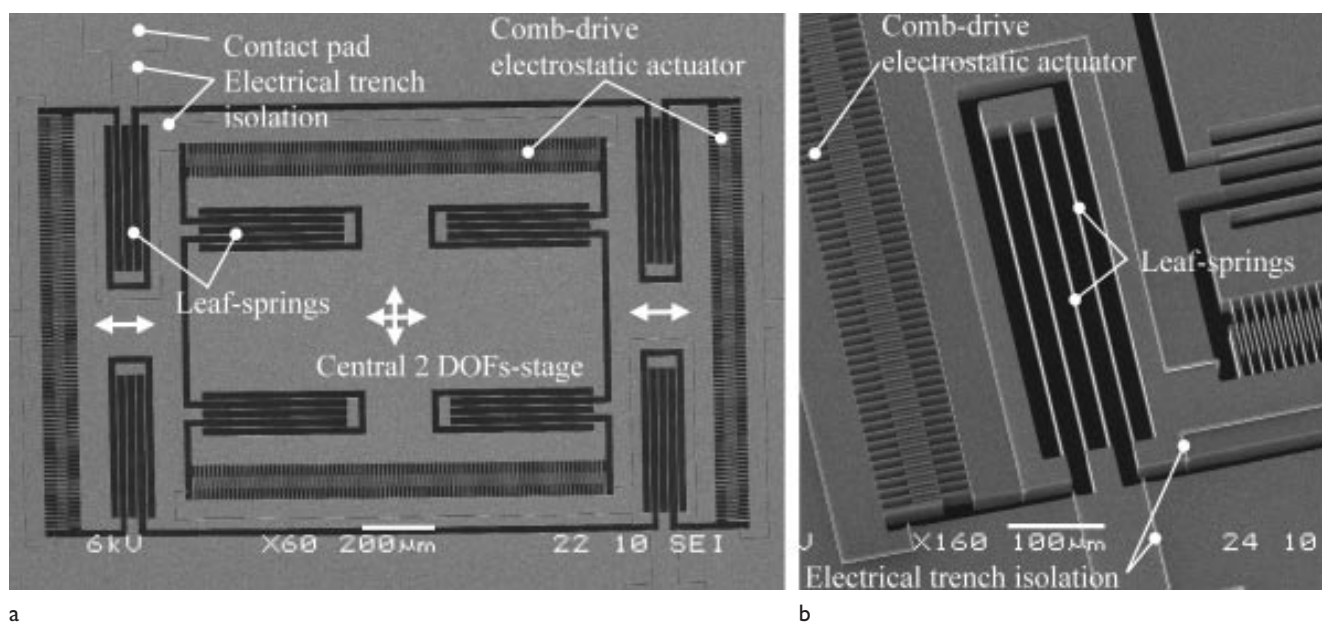 Contact pad
Electrical trench
isolation
Comb-drive
electrostatic actuator
Leaf-springs
Central 2 DOFs-stage
6kV X60 200µm 22 10 SEI
a
Comb-drive
electrostatic actuator
Leaf-springs
X160 100µm 24 10
Electrical trench isolation
b